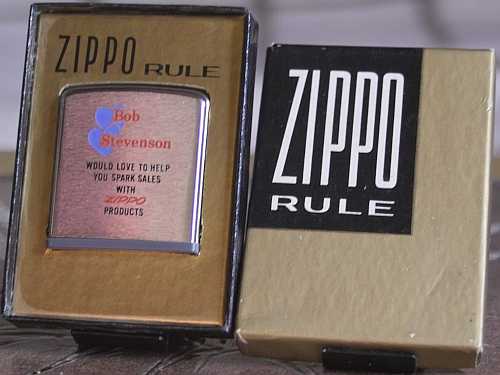 ZIPPO RULE
Bob
Stevenson
WOULD LOVE TO HELP
YOU SPARK SALES
WITH
ZIPPO
PRODUCTS
ZIPPO
RULE